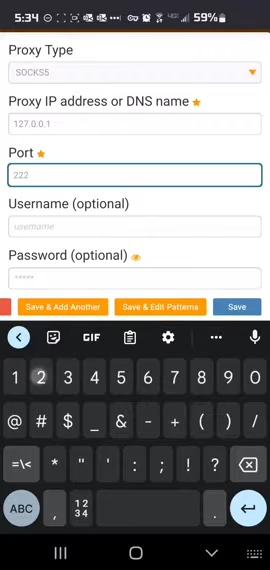 5:34 59%
Proxy Type
SOCKS5
Proxy IP address or DNS name
127.0.0.1
Port
222
Username (optional)
username
Password (optional)
*****
Save & Add Another Save & Edit Patterns Save
GIF
1 2 3 4 5 6 7 8 9 0
@ # $ _ & - + ( ) /
=\< * " ' : ; ! ?
ABC , 12 34 .